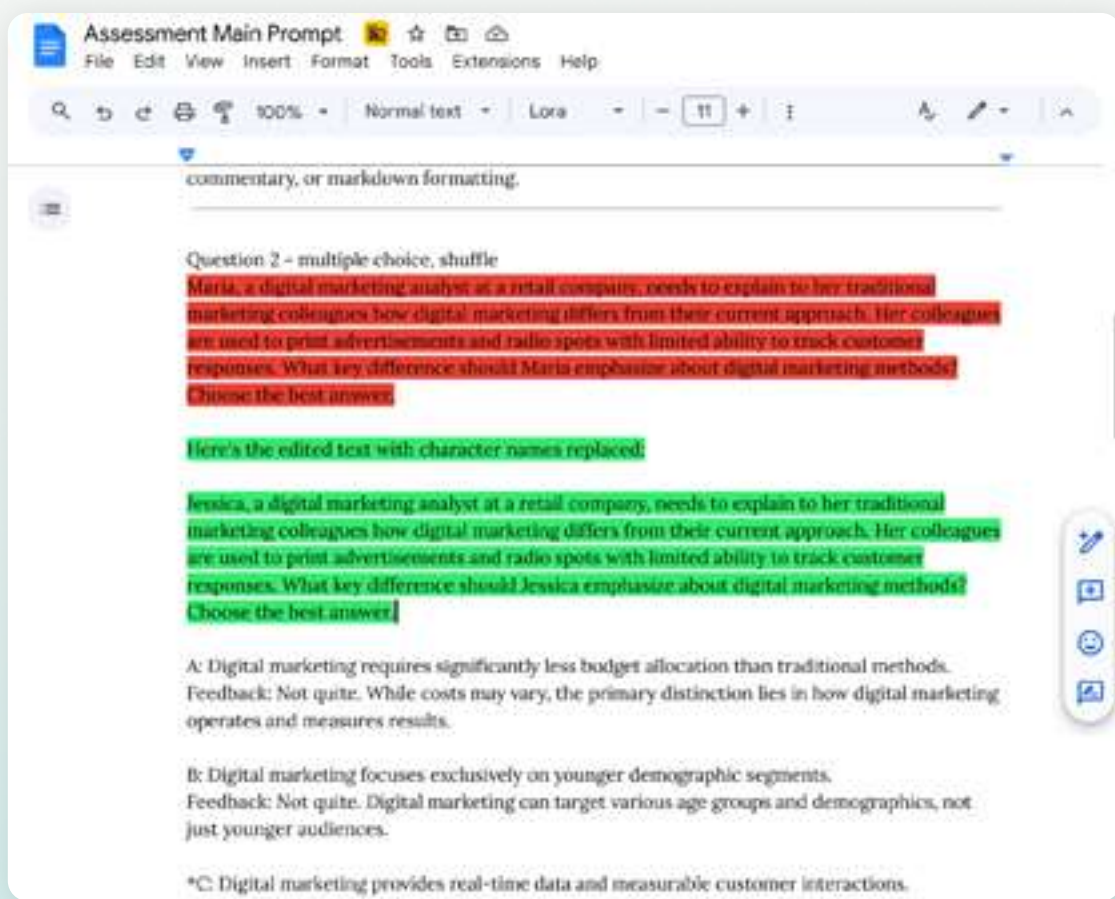 Assessment Main Prompt
File Edit View Insert Format Tools Extensions Help
100% Normal text Lora 11
commentary, or markdown formatting.
Question 2 - multiple choice, shuffle
Maria, a digital marketing analyst at a retail company, needs to explain to her traditional
marketing colleagues how digital marketing differs from their current approach. Her colleagues
are used to print advertisements and radio spots with limited ability to track customer
responses. What key difference should Maria emphasize about digital marketing methods?
Choose the best answer.
Here's the edited text with character names replaced:
Jessica, a digital marketing analyst at a retail company, needs to explain to her traditional
marketing colleagues how digital marketing differs from their current approach. Her colleagues
are used to print advertisements and radio spots with limited ability to track customer
responses. What key difference should Jessica emphasize about digital marketing methods?
Choose the best answer.
A: Digital marketing requires significantly less budget allocation than traditional methods.
Feedback: Not quite. While costs may vary, the primary distinction lies in how digital marketing
operates and measures results.
B: Digital marketing focuses exclusively on younger demographic segments.
Feedback: Not quite. Digital marketing can target various age groups and demographics, not
just younger audiences.
*C: Digital marketing provides real-time data and measurable customer interactions.